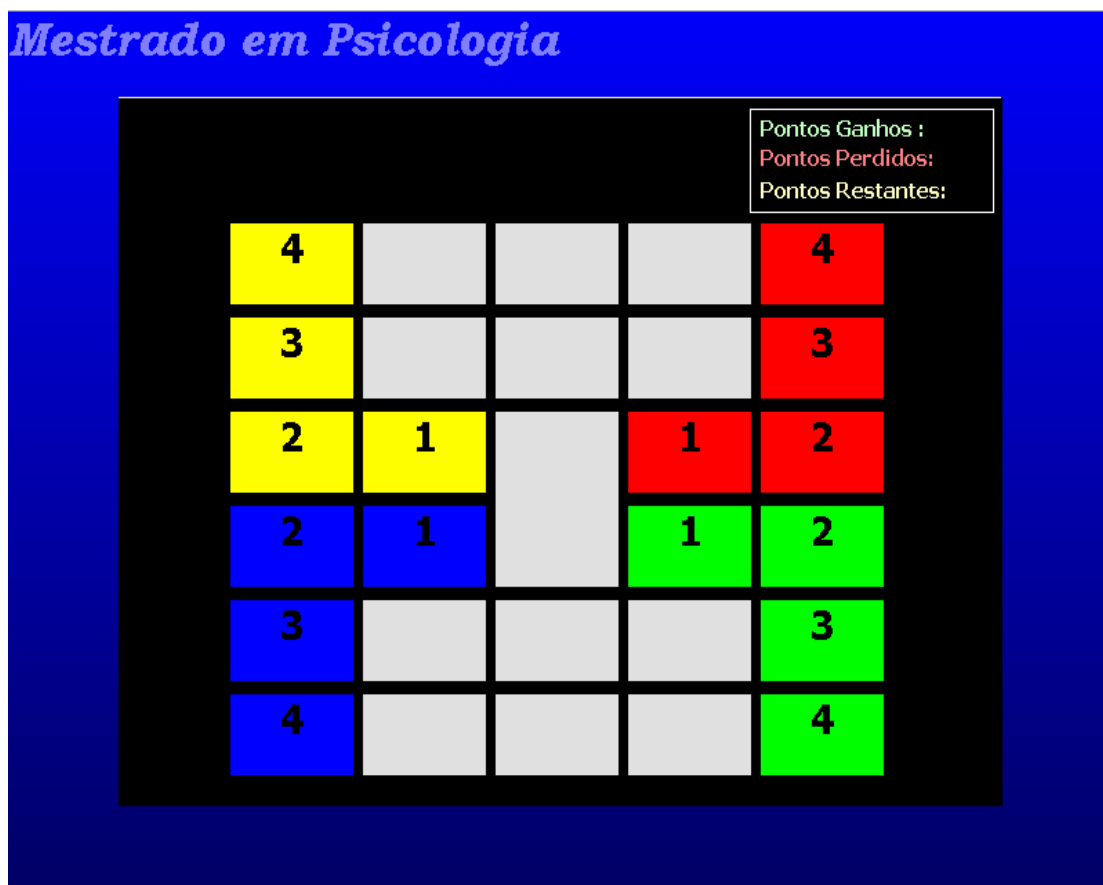 Mestrado em Psicologia
Pontos Ganhos :
Pontos Perdidos:
Pontos Restantes:
4 4
3 3
2 1 1 2
2 1 1 2
3 3
4 4